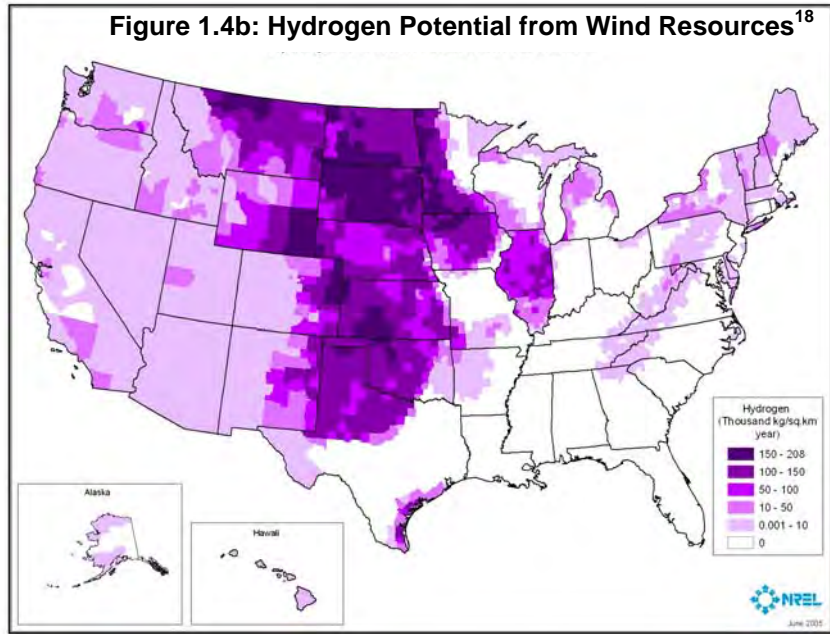 Figure 1.4b: Hydrogen Potential from Wind Resources18
Hydrogen
(Thousand kg/sq.km
year)
150 - 208
100 - 150
50 - 100
10 - 50
0.001 - 10
0
Alaska
Hawaii
NREL
June 2005